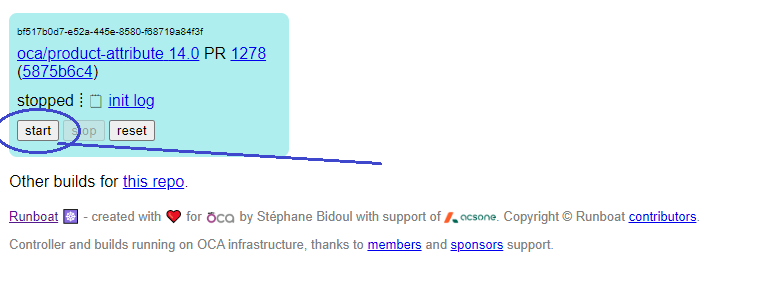 bf517b0d7-e52a-445e-8580-f68719a84f3f
oca/product-attribute 14.0 PR 1278
(5875b6c4)
stopped init log
start stop reset
Other builds for this repo.
Runboat - created with for oca by Stéphane Bidoul with support of acsone. Copyright © Runboat contributors.
Controller and builds running on OCA infrastructure, thanks to members and sponsors support.